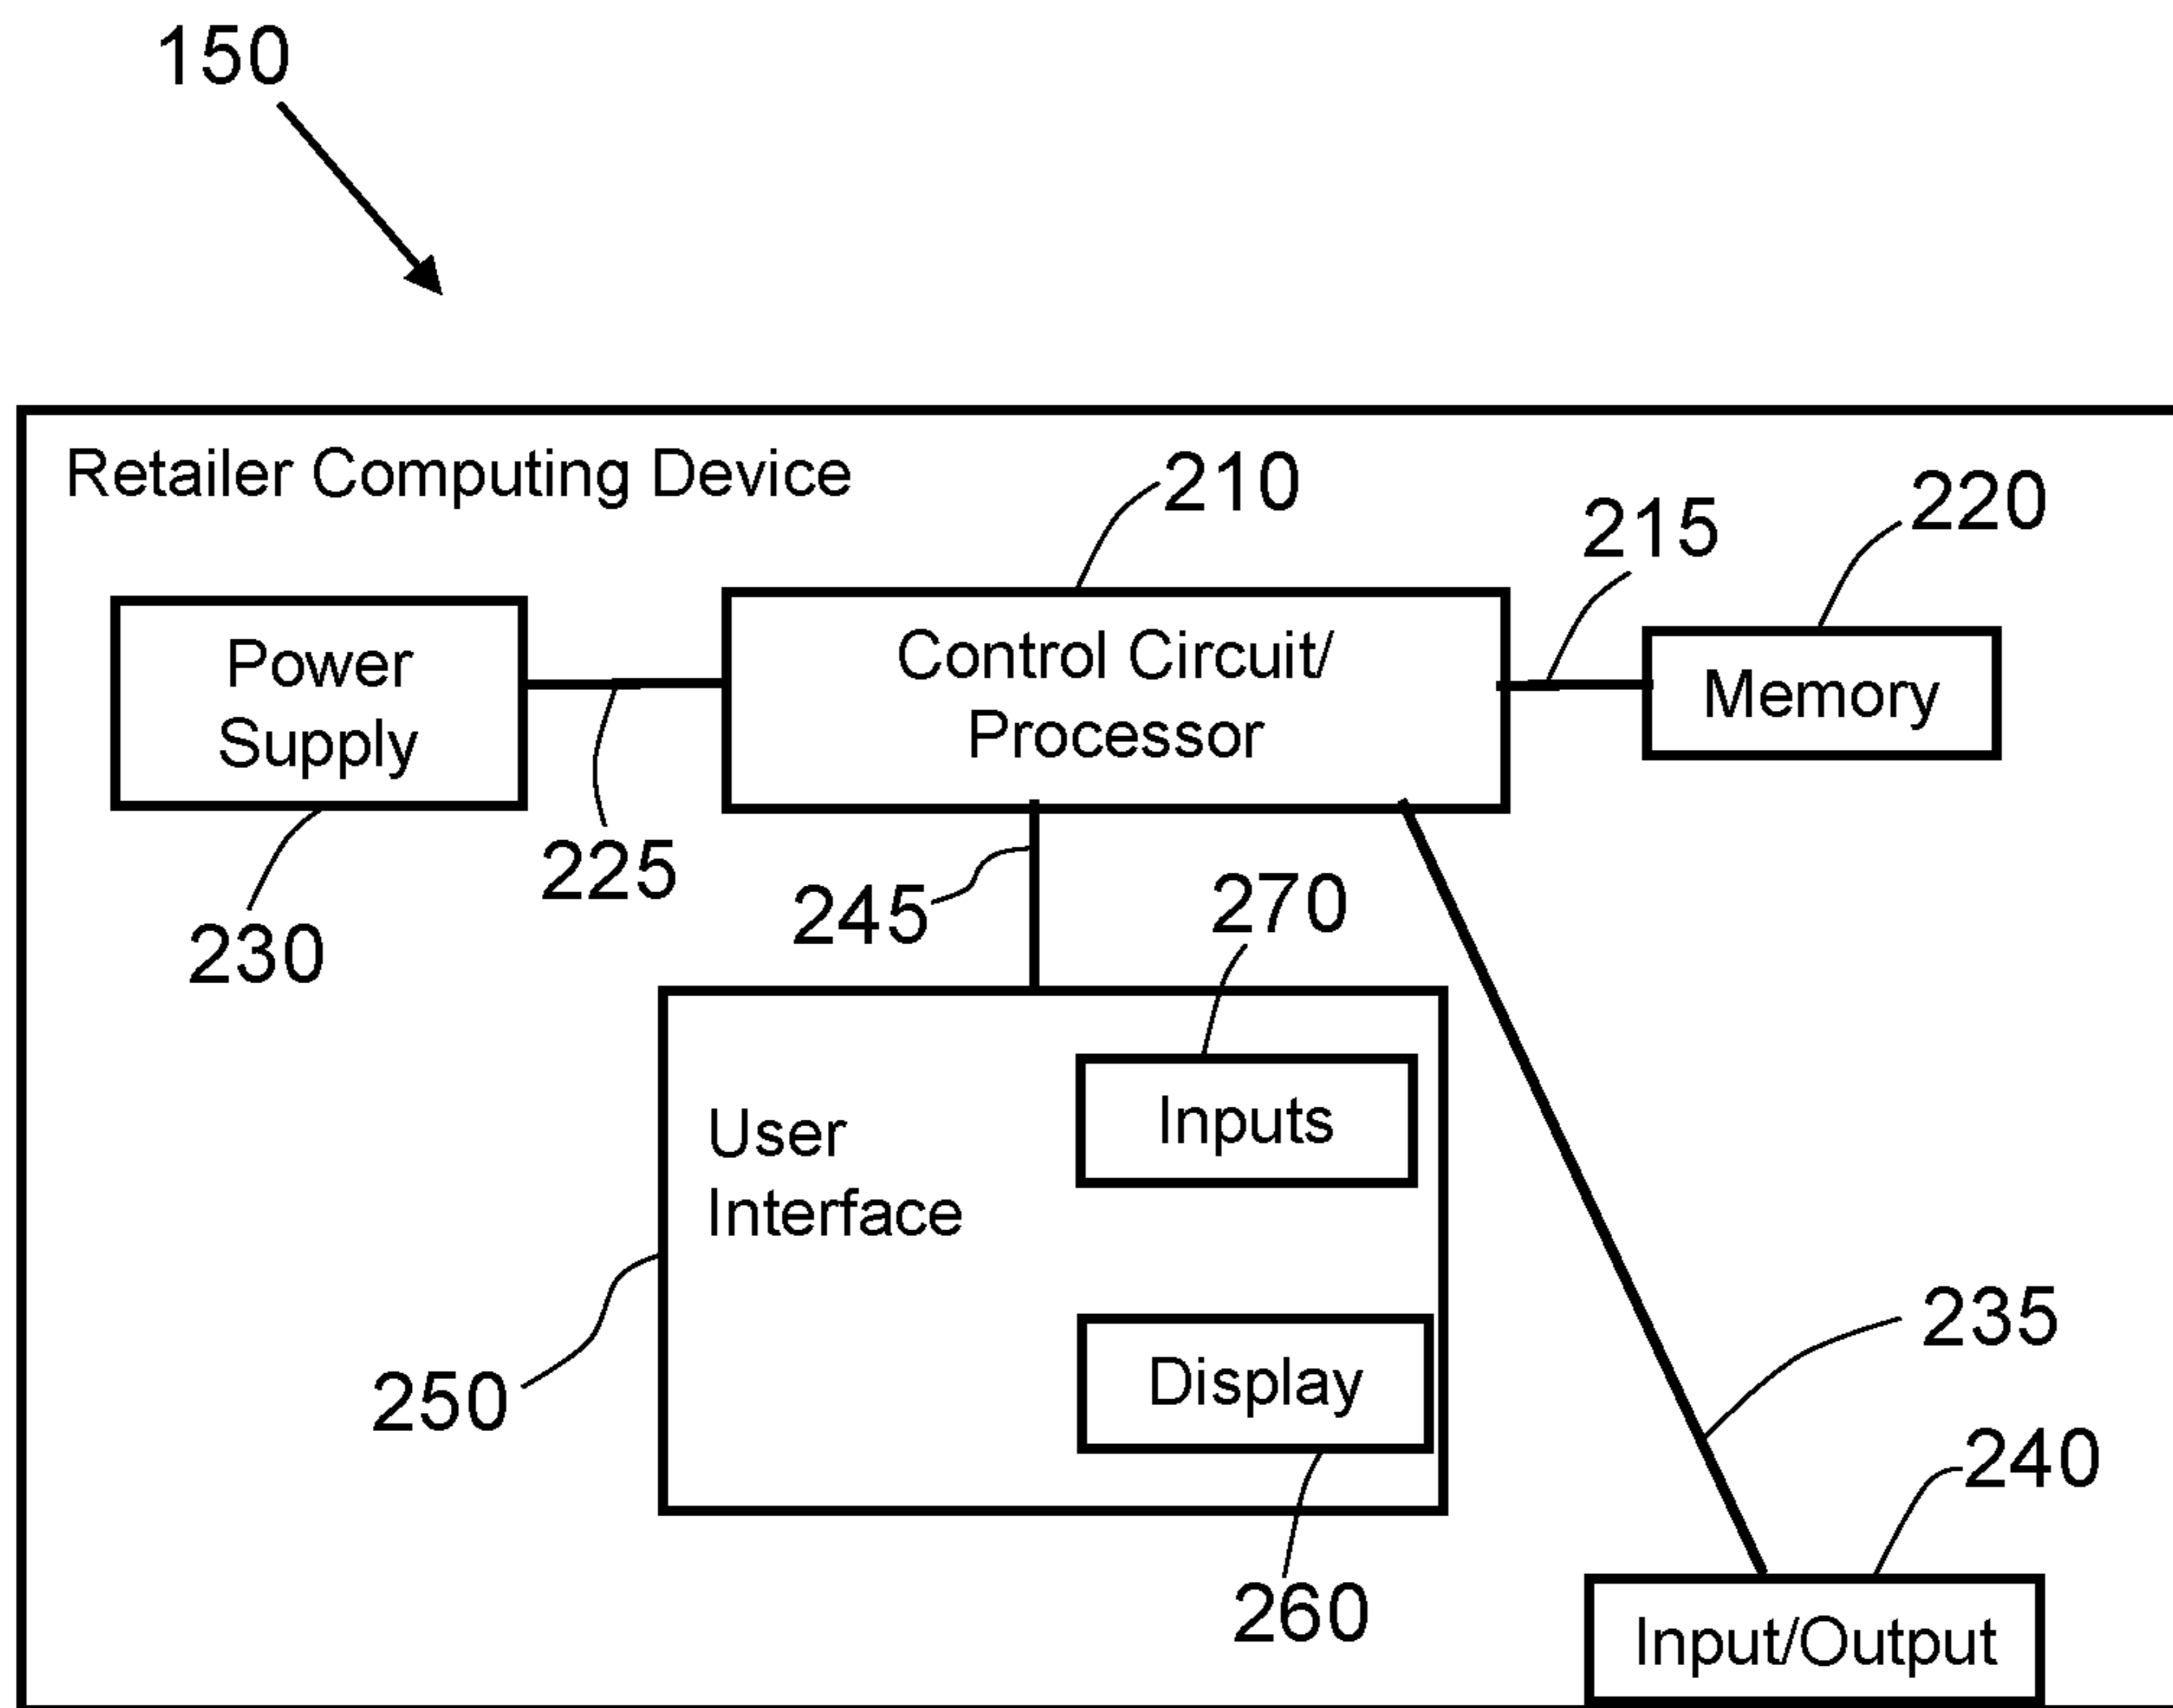 150
Retailer Computing Device
210
215
220
Power
Supply
Control Circuit/
Processor
Memory
225
230
245
270
User
Interface
Inputs
250
Display
235
240
260
Input/Output